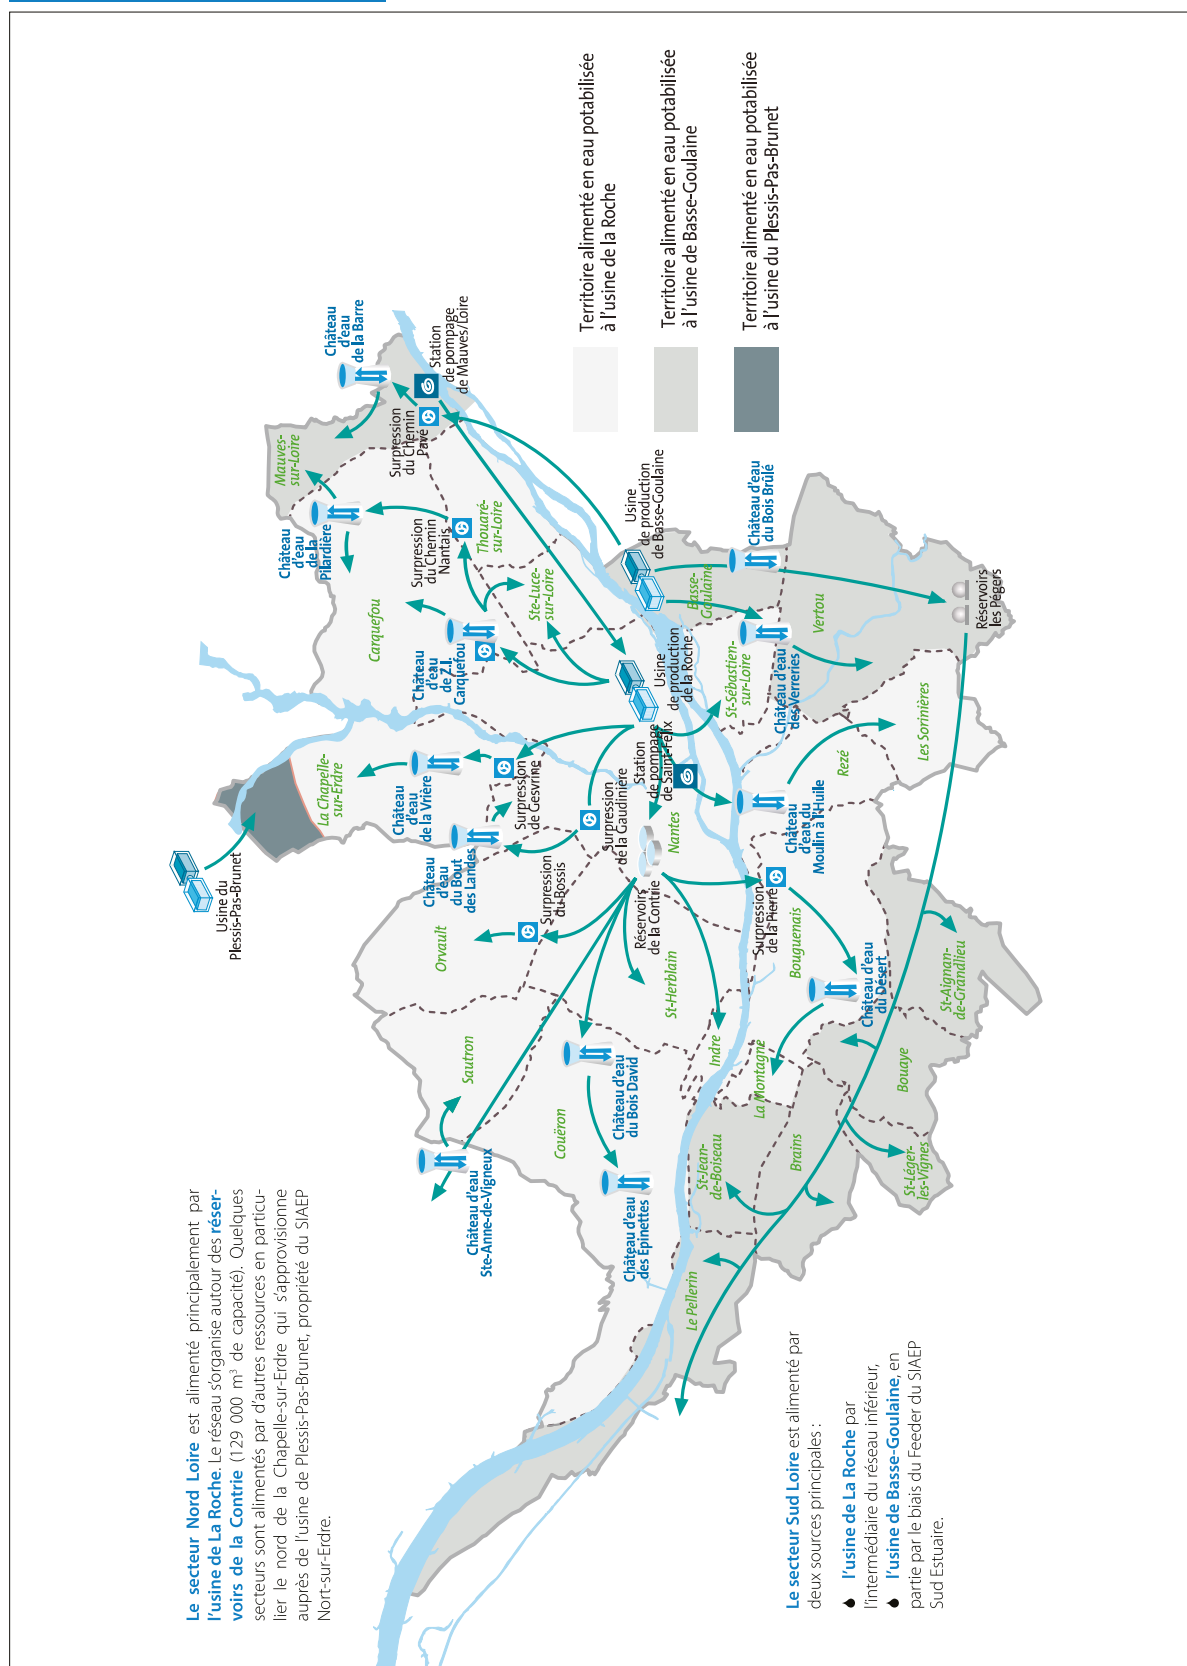 Le secteur Nord Loire est alimenté principalement par
l'usine de La Roche. Le réseau s'organise autour des réser-
voirs de la Contrie (129 000 m³ de capacité). Quelques
secteurs sont alimentés par d'autres ressources en particu-
lier le nord de la Chapelle-sur-Erdre qui s'approvisionne
auprès de l'usine de Plessis-Pas-Brunet, propriété du SIAEP
Nort-sur-Erdre.
Usine du
Plessis-Pas-Brunet
La Chapelle-
sur-Erdre
Château
d'eau
de la Vrière
Château
d'eau
du Bout
des Landes
Surpression
de Gesvrine
Surpression
de la Gaudinière
Surpression
du Bossis
Orvault
Sautron
Château d'eau
Ste-Anne-de-Vigneux
Couëron
Château d'eau
du Bois David
Château d'eau
des Epinettes
St-Herblain
Réservoirs
de la Contrie
Nantes
Station
de pompage
de Saint-Félix
Indre
Carquefou
Château
d'eau
de Z.I.
Carquefou
Château
d'eau
de la
Pilardière
Mauves-
sur-Loire
Château
d'eau
de la Barre
Surpression
du Chemin
Pavé
Station
de pompage
de Mauves/Loire
Surpression
du Chemin
Nantais
Thouaré-
sur-Loire
Ste-Luce-
sur-Loire
Usine
de production
de la Roche
Usine
de production
de Basse-Goulaine
Basse-
Goulaine
Château d'eau
du Bois Brûlé
St-Sébastien-
sur-Loire
Château d'eau
des Verreries
Vertou
Réservoirs
les Pégers
Château
d'eau du
Moulin à l'Huile
Rezé
Les Sorinières
Surpression
de la Pierre
Bouguenais
Château d'eau
du Désert
La Montagne
St-Aignan-
de-Grandlieu
Bouaye
St-Léger-
les-Vignes
Brains
St-Jean-
de-Boiseau
Le Pellerin
Territoire alimenté en eau potabilisée
à l'usine de la Roche
Territoire alimenté en eau potabilisée
à l'usine de Basse-Goulaine
Territoire alimenté en eau potabilisée
à l'usine du Plessis-Pas-Brunet
Le secteur Sud Loire est alimenté par
deux sources principales :
l'usine de La Roche par
l'intermédiaire du réseau inférieur,
l'usine de Basse-Goulaine, en
partie par le biais du Feeder du SIAEP
Sud Estuaire.